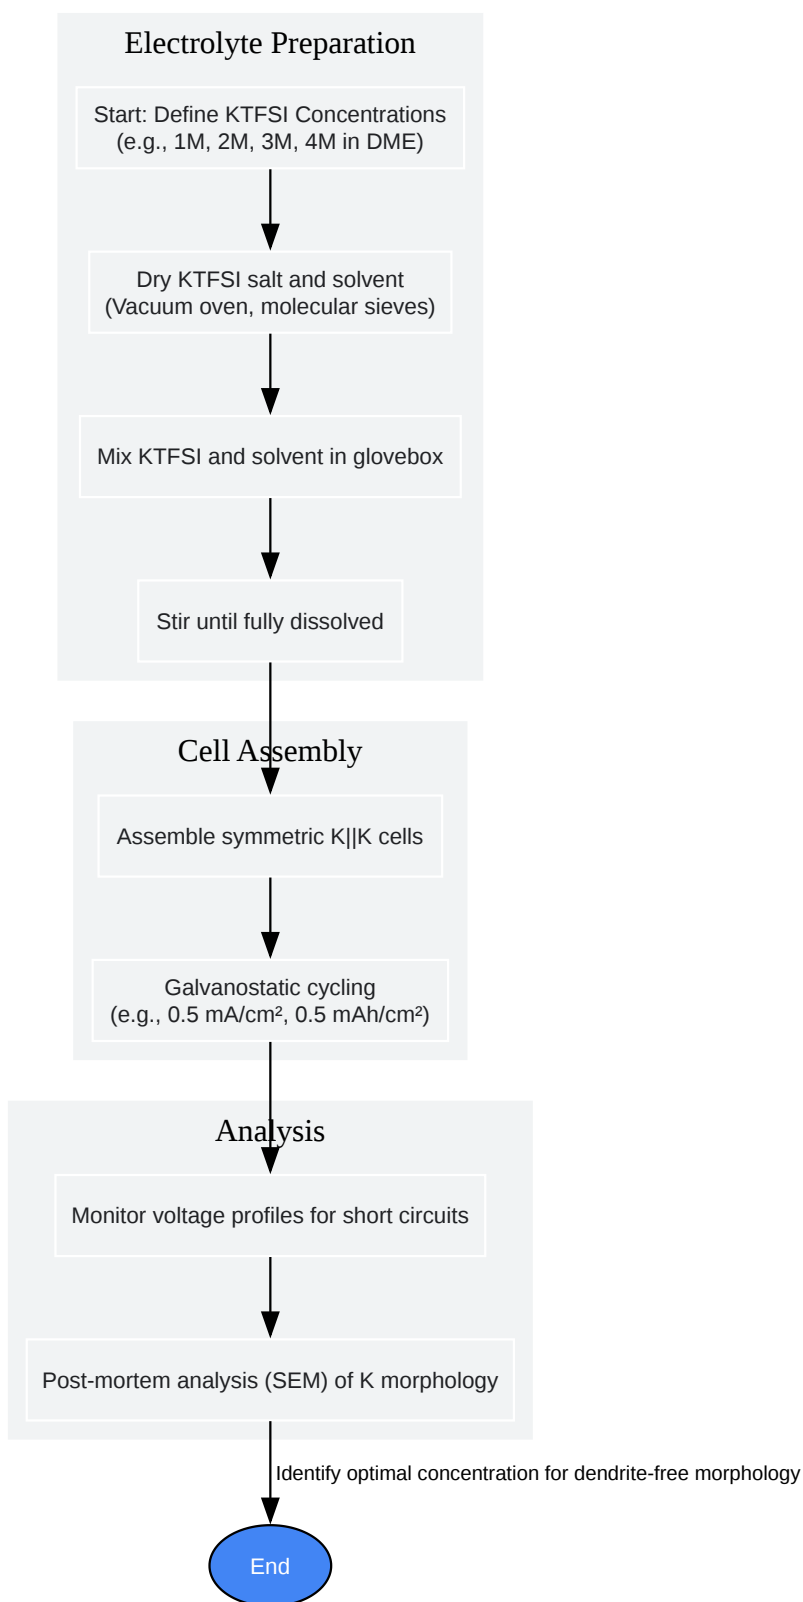 Electrolyte Preparation
Start: Define KTFSI Concentrations
(e.g., 1M, 2M, 3M, 4M in DME)
Dry KTFSI salt and solvent
(Vacuum oven, molecular sieves)
Mix KTFSI and solvent in glovebox
Stir until fully dissolved
Cell Assembly
Assemble symmetric K||K cells
Galvanostatic cycling
(e.g., 0.5 mA/cm², 0.5 mAh/cm²)
Analysis
Monitor voltage profiles for short circuits
Post-mortem analysis (SEM) of K morphology
Identify optimal concentration for dendrite-free morphology
End